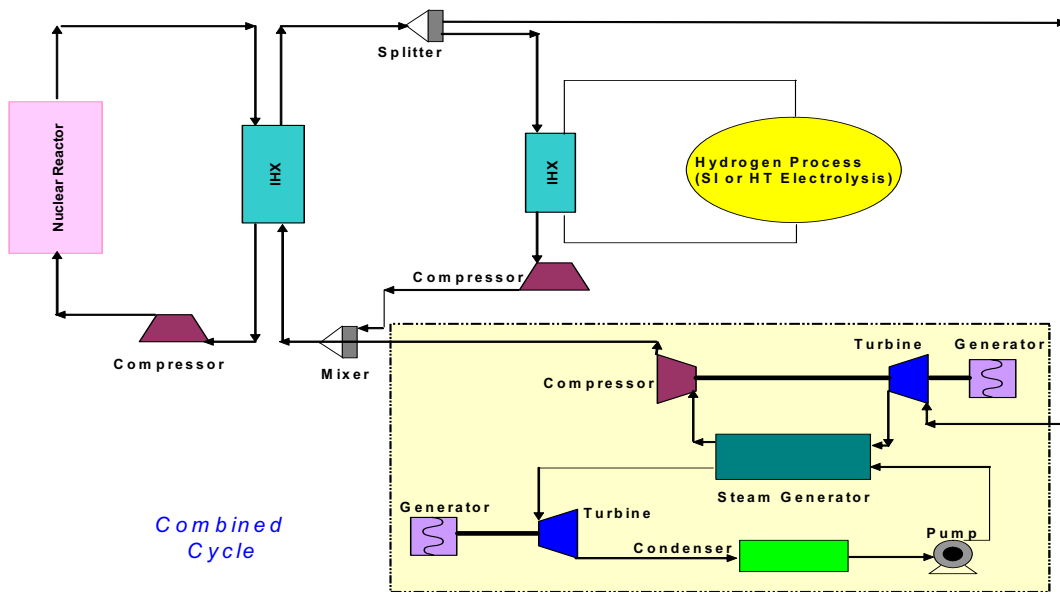 Splitter
Nuclear Reactor
IHX
IHX
Hydrogen Process
(SI or HT Electrolysis)
Compressor
Compressor
Mixer
Turbine
Generator
Compressor
Steam Generator
Generator
Turbine
Condenser
Pump
Combined
Cycle